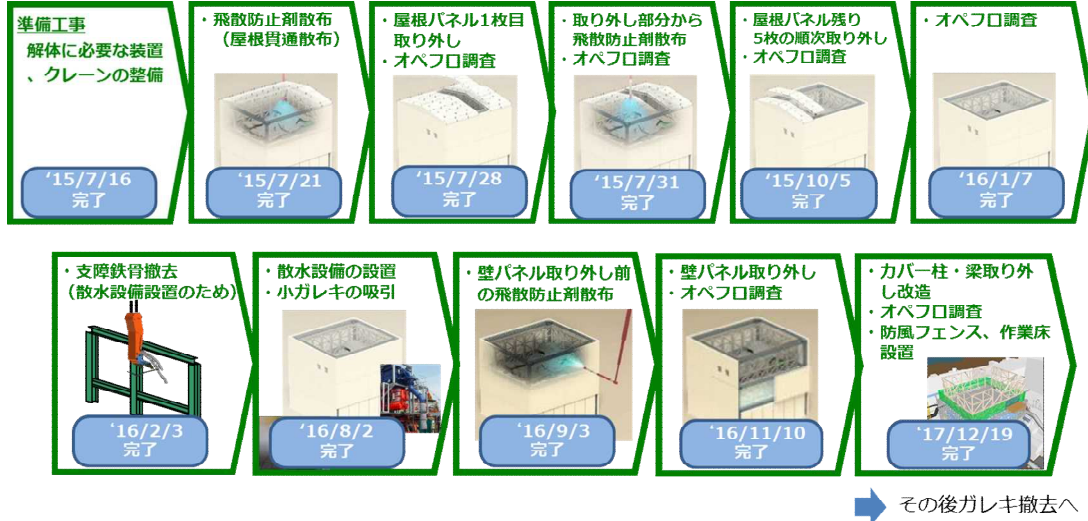 準備工事
解体に必要な装置
、クレーンの整備
‘15/7/16
完了
・飛散防止剤散布
（屋根貫通散布）
‘15/7/21
完了
・屋根パネル1枚目
取り外し
・オペフロ調査
‘15/7/28
完了
・取り外し部分から
飛散防止剤散布
・オペフロ調査
‘15/7/31
完了
・屋根パネル残り
5枚の順次取り外し
・オペフロ調査
‘15/10/5
完了
・オペフロ調査
‘16/1/7
完了
・支障鉄骨撤去
（散水設備設置のため）
‘16/2/3
完了
・散水設備の設置
・小ガレキの吸引
‘16/8/2
完了
・壁パネル取り外し前
の飛散防止剤散布
‘16/9/3
完了
・壁パネル取り外し
・オペフロ調査
‘16/11/10
完了
・カバー柱・梁取り外
し改造
・オペフロ調査
・防風フェンス、作業床
設置
‘17/12/19
完了
その後ガレキ撤去へ